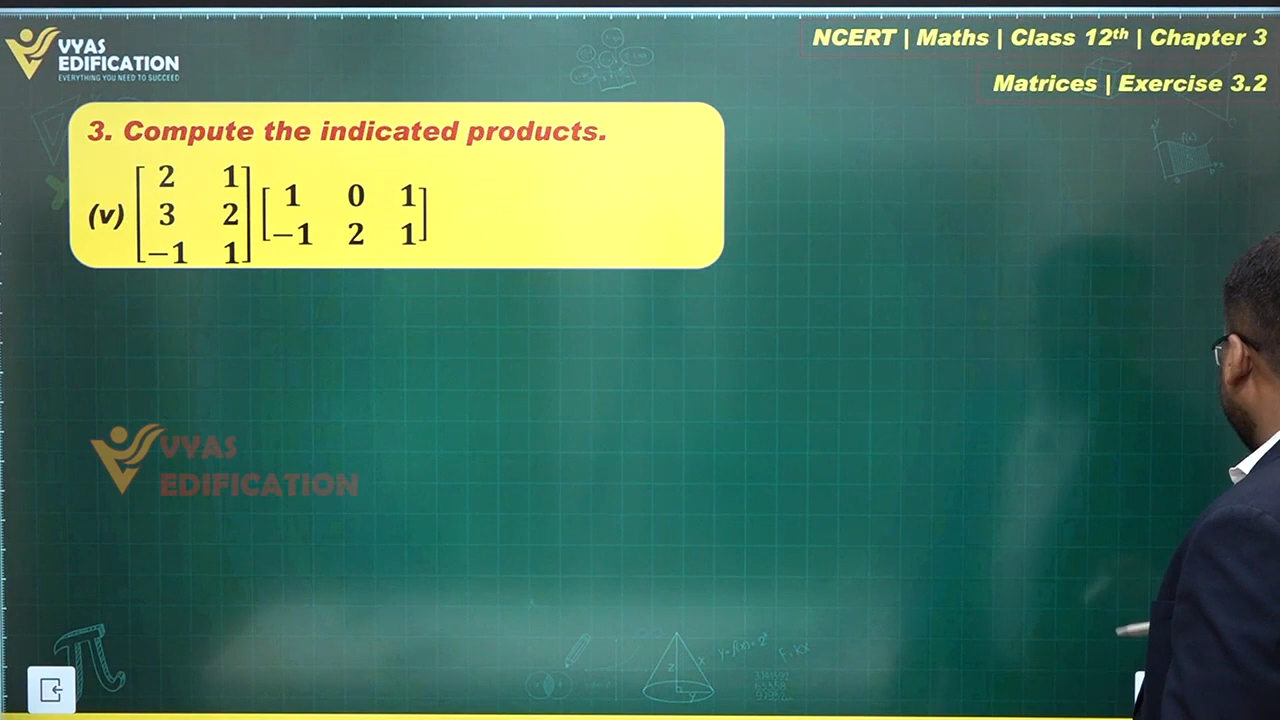 VYAS
EDIFICATION
EVERYTHING YOU NEED TO SUCCEED
NCERT | Maths | Class 12th | Chapter 3
Matrices | Exercise 3.2
3. Compute the indicated products.
(v) [2 1; 3 2; −1 1] [1 0 1; −1 2 1]
VYAS
EDIFICATION